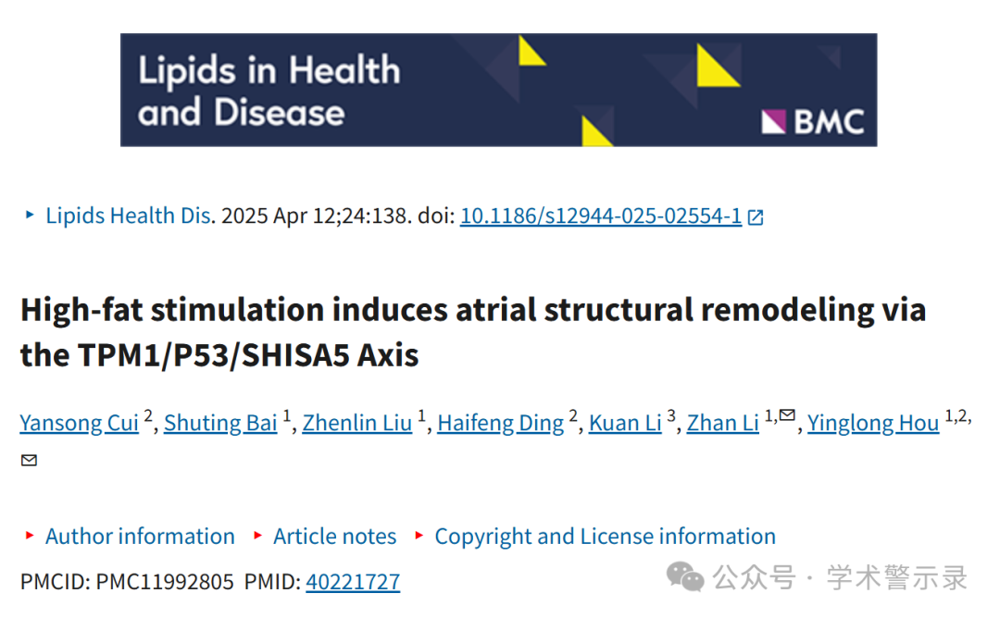 Lipids in Health
and Disease
BMC
‣ Lipids Health Dis. 2025 Apr 12;24:138. doi: 10.1186/s12944-025-02554-1
High-fat stimulation induces atrial structural remodeling via
the TPM1/P53/SHISA5 Axis
Yansong Cui 2, Shuting Bai 1, Zhenlin Liu 1, Haifeng Ding 2, Kuan Li 3, Zhan Li 1,✉, Yinglong Hou 1,2,
✉
‣ Author information ‣ Article notes ‣ Copyright and License information
PMCID: PMC11992805 PMID: 40221727
公众号 · 学术警示录